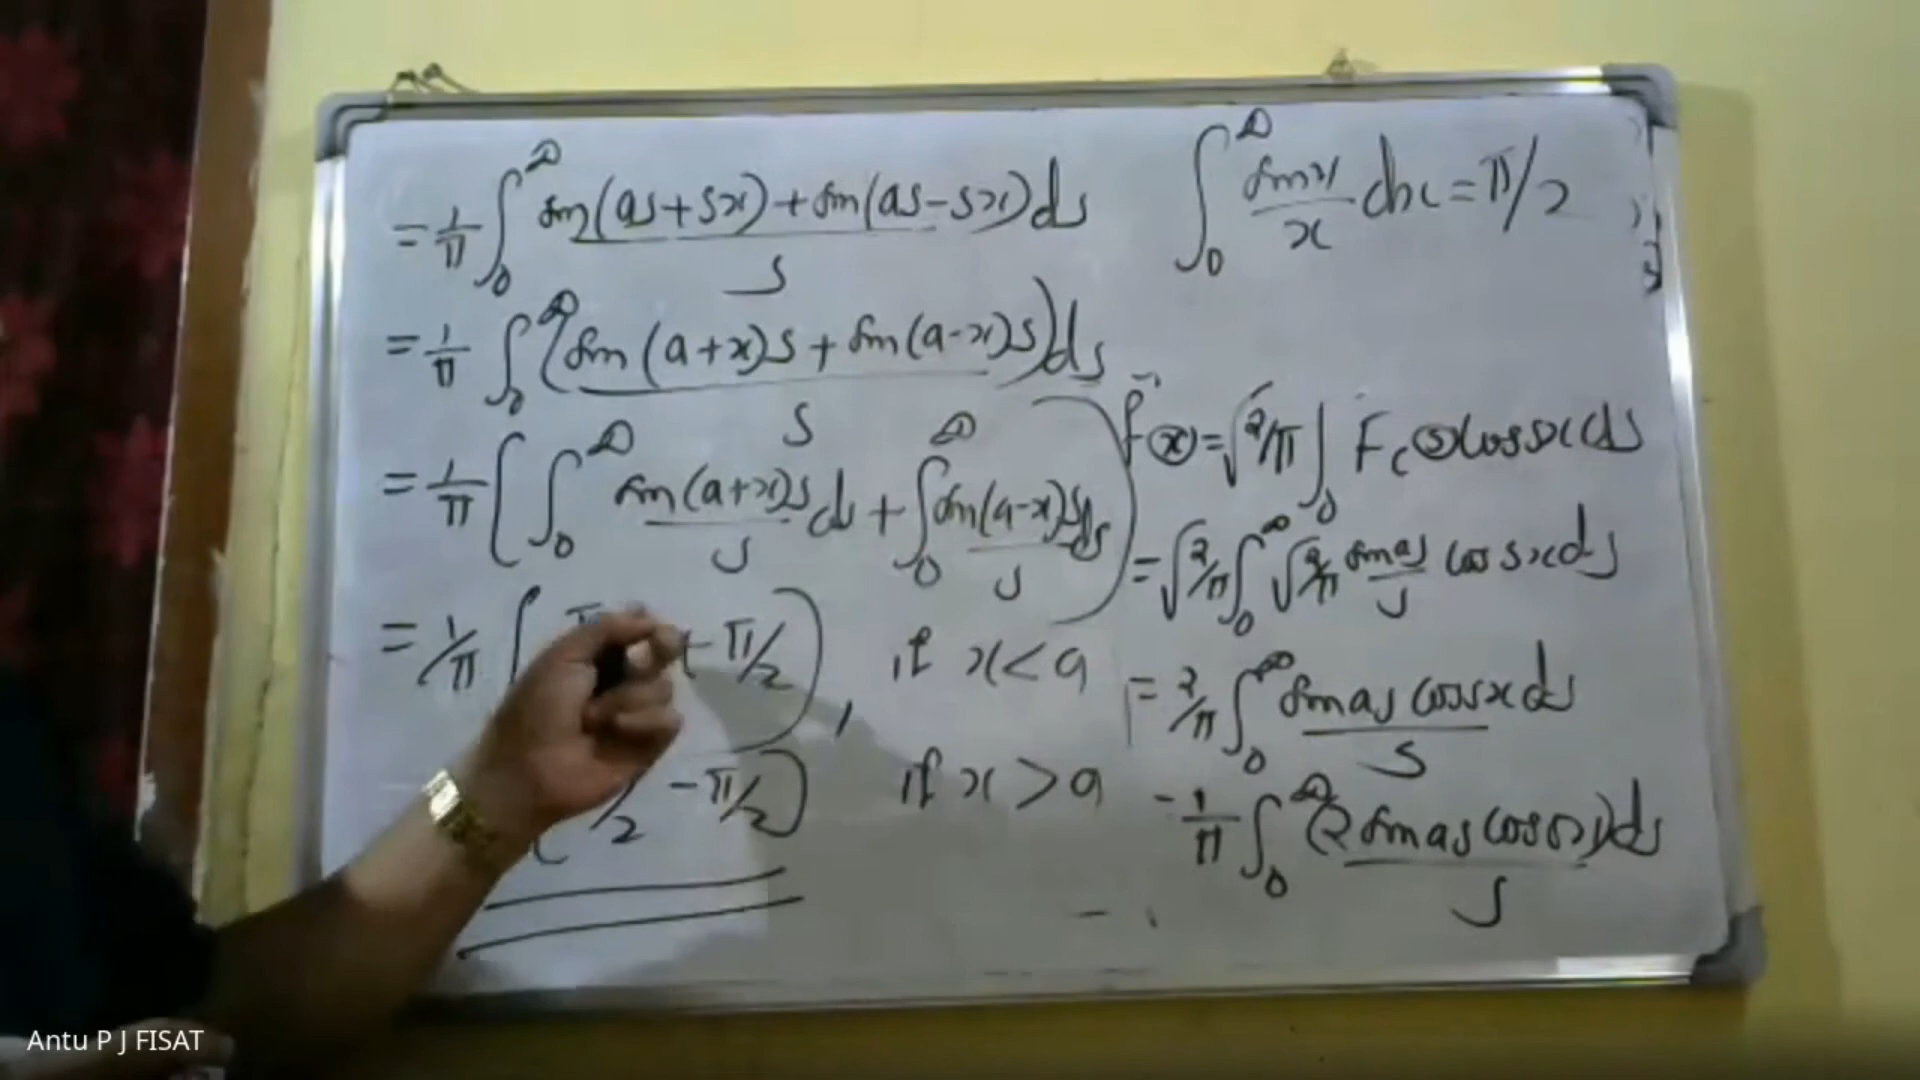 = 1/π ∫₀^∞ sin(as+sx)+sin(as-sx) ds / s
= 1/π ∫₀^∞ (sin(a+x)s + sin(a-x)s) ds / s
= 1/π ( ∫₀^∞ sin(a+x)s / s ds + ∫₀^∞ sin(a-x)s / s ds )
= 1/π ( + π/2 ) , if x < a
/2 - π/2 ) if x > a
∫₀^∞ sin x / x dx = π/2
f(x) = √2/π ∫₀ F_c(s) cos sx ds
= √2/π ∫₀^∞ √2/π sin as / s cos sx ds
= 2/π ∫₀^∞ sin as cos sx ds / s
= 1/π ∫₀^∞ (2 sin as cos sx) ds / s
Antu P J FISAT